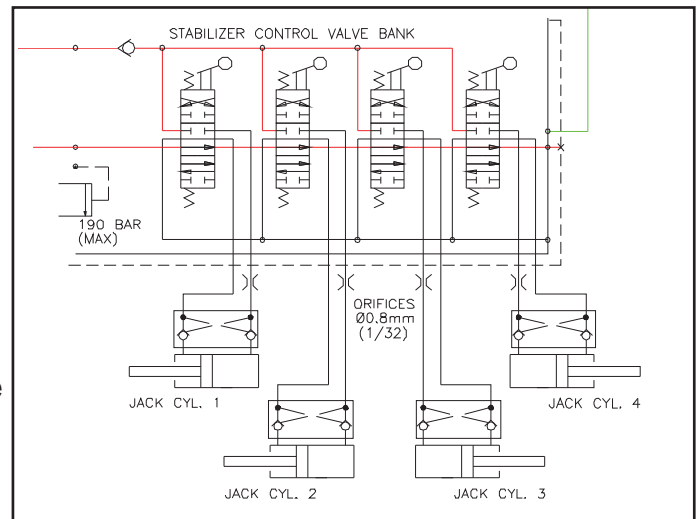 STABILIZER CONTROL VALVE BANK
190 BAR
(MAX)
ORIFICES
Ø0.8mm
(1/32)
JACK CYL. 1
JACK CYL. 4
JACK CYL. 2
JACK CYL. 3
e